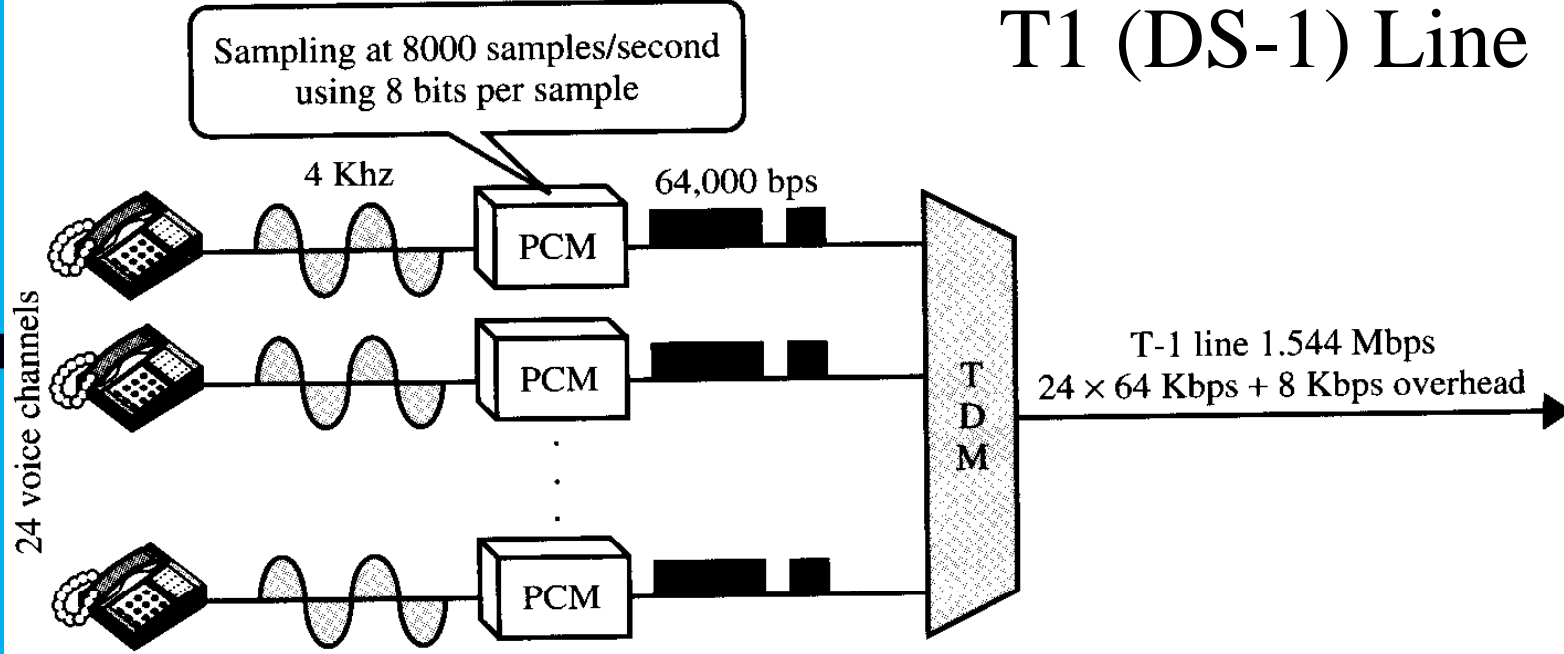 T1 (DS-1) Line
Sampling at 8000 samples/second
using 8 bits per sample
4 Khz
64,000 bps
PCM
24 voice channels
PCM
T
D
M
T-1 line 1.544 Mbps
24 × 64 Kbps + 8 Kbps overhead
PCM